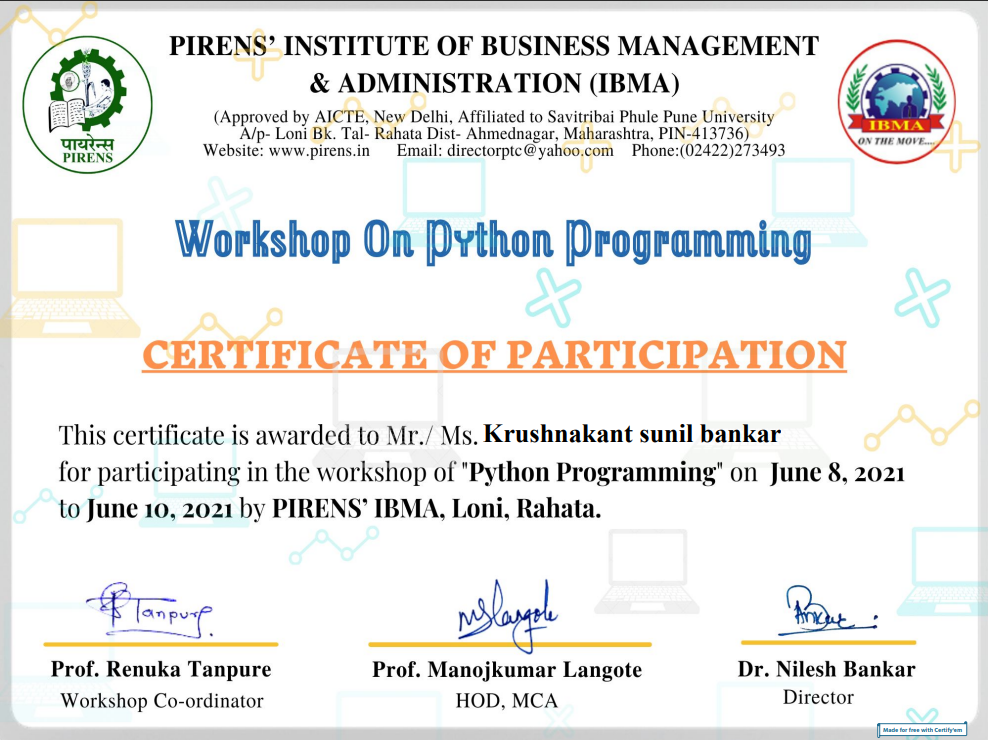 PIRENS’ INSTITUTE OF BUSINESS MANAGEMENT
& ADMINISTRATION (IBMA)
(Approved by AICTE, New Delhi, Affiliated to Savitribai Phule Pune University
A/p- Loni Bk. Tal- Rahata Dist- Ahmednagar, Maharashtra, PIN-413736)
Website: www.pirens.in Email: directorptc@yahoo.com Phone:(02422)273493
पायरेन्स
PIRENS
IBMA
ON THE MOVE....
Workshop On Python Programming
CERTIFICATE OF PARTICIPATION
This certificate is awarded to Mr./ Ms. Krushnakant sunil bankar
for participating in the workshop of "Python Programming" on June 8, 2021
to June 10, 2021 by PIRENS’ IBMA, Loni, Rahata.
Tanpure
Prof. Renuka Tanpure
Workshop Co-ordinator
Prof. Manojkumar Langote
HOD, MCA
Dr. Nilesh Bankar
Director
Made for free with Certify'em